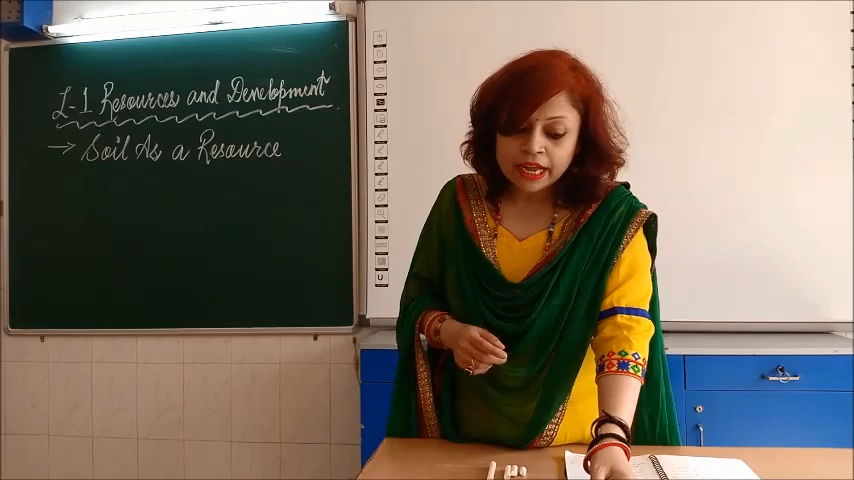 L-1 Resources and Development
→ Soil As a Resource